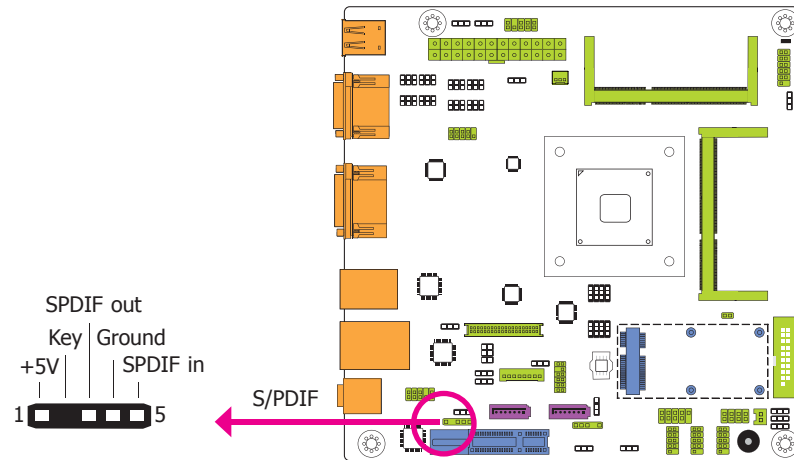 SPDIF out
Key Ground
+5V SPDIF in
1 5
S/PDIF